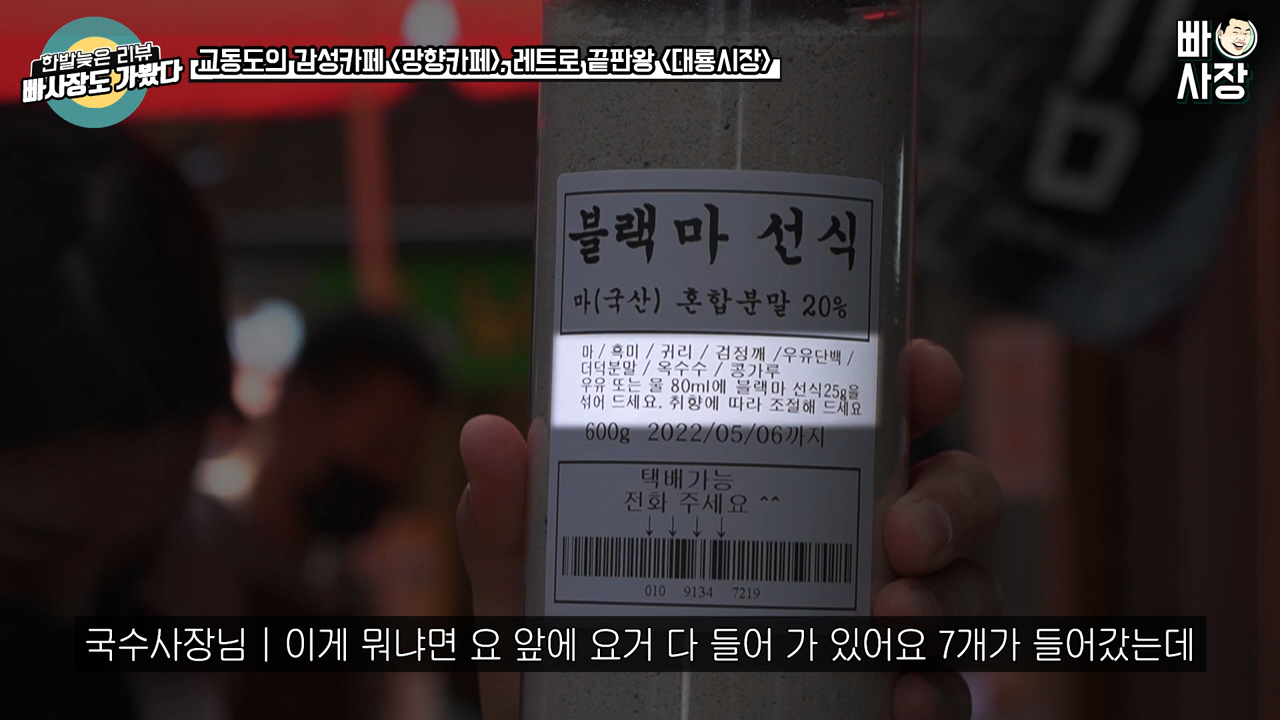 한발늦은 리뷰
빠사장도 가봤다
교동도의 감성카페 <망향카페>, 레트로 끝판왕 <대룡시장>
빠
사장
블랙마 선식
마(국산) 혼합분말 20%
마 / 흑미 / 귀리 / 검정깨 /우유단백 /
더덕분말 / 옥수수 / 콩가루
우유 또는 물 80ml에 블랙마 선식25g을
섞어 드세요. 취향에 따라 조절해 드세요
600g 2022/05/06까지
택배가능
전화 주세요 ^^
↓ ↓ ↓ ↓
010 9134 7219
국수사장님 | 이게 뭐냐면 요 앞에 요거 다 들어 가 있어요 7개가 들어갔는데